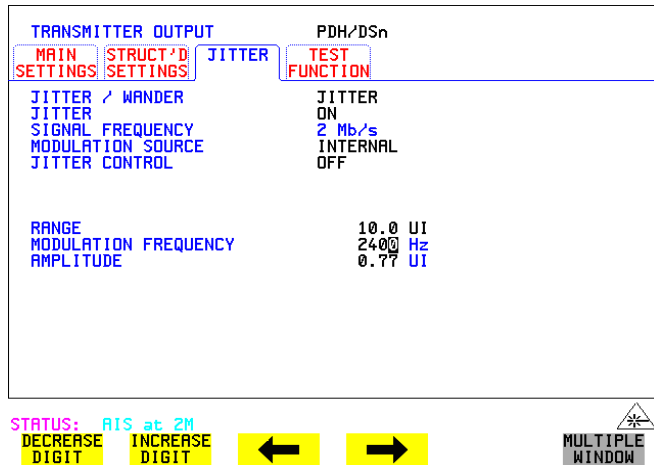 TRANSMITTER OUTPUT PDH/DSn
MAIN SETTINGS STRUCT'D SETTINGS JITTER TEST FUNCTION
JITTER / WANDER JITTER
JITTER ON
SIGNAL FREQUENCY 2 Mb/s
MODULATION SOURCE INTERNAL
JITTER CONTROL OFF
RANGE 10.0 UI
MODULATION FREQUENCY 2400 Hz
AMPLITUDE 0.77 UI
STATUS: AIS at 2M
DECREASE DIGIT INCREASE DIGIT MULTIPLE WINDOW